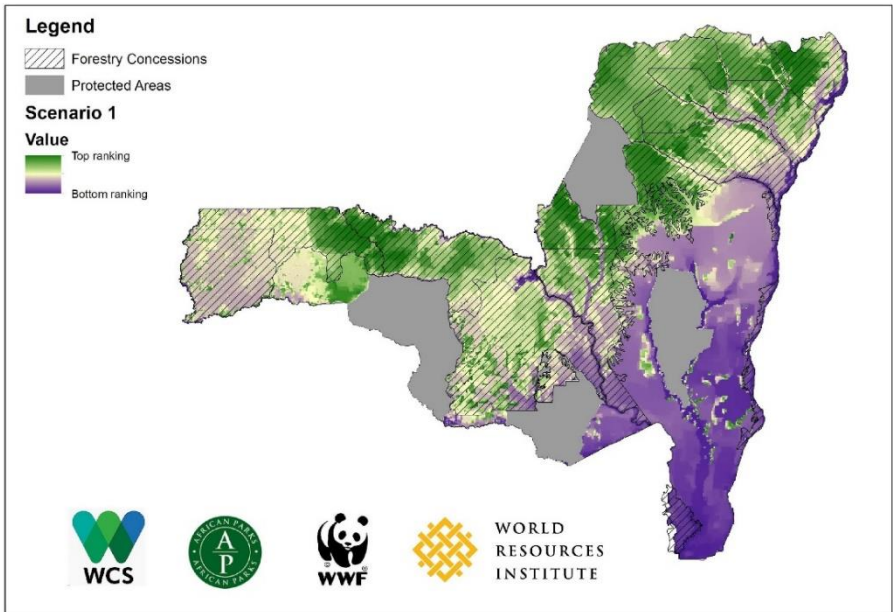 Legend
Forestry Concessions
Protected Areas
Scenario 1
Value
Top ranking
Bottom ranking
WCS
AFRICAN PARKS
A
P
AFRICAN PARKS
WWF
WORLD
RESOURCES
INSTITUTE